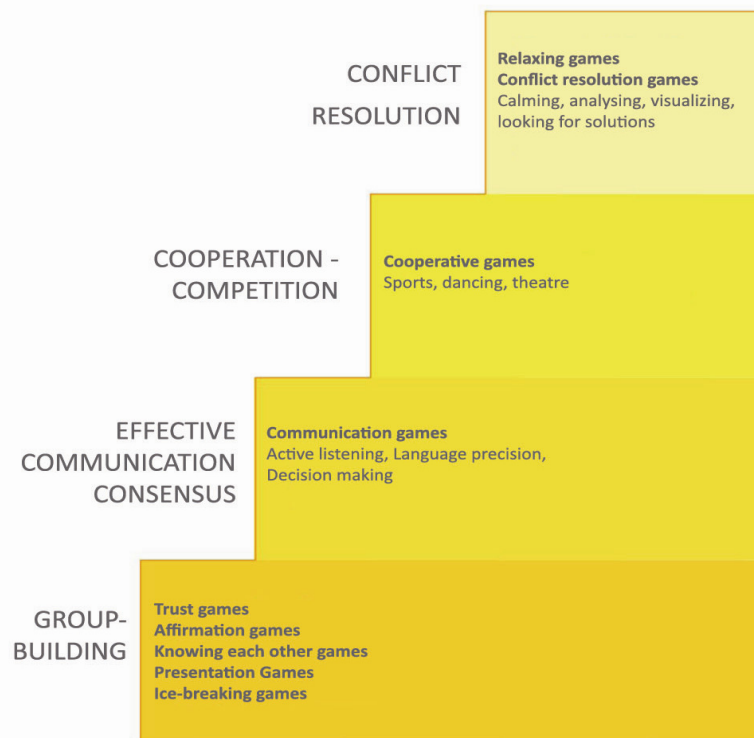 CONFLICT
RESOLUTION
Relaxing games
Conflict resolution games
Calming, analysing, visualizing,
looking for solutions
COOPERATION -
COMPETITION
Cooperative games
Sports, dancing, theatre
EFFECTIVE
COMMUNICATION
CONSENSUS
Communication games
Active listening, Language precision,
Decision making
GROUP-
BUILDING
Trust games
Affirmation games
Knowing each other games
Presentation Games
Ice-breaking games